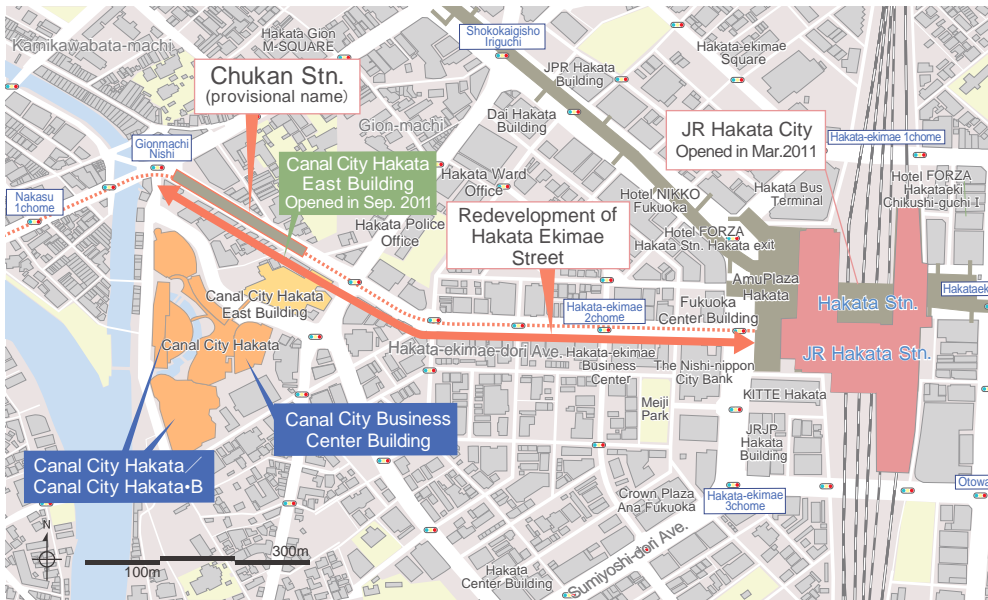 Kamikawabata-machi
Hakata Gion
M-SQUARE
Shokokaigisho
Iriguchi
Hakata-ekimae
Square
JPR Hakata
Building
Chukan Stn.
(provisional name)
Gion-machi
Dai Hakata
Building
JR Hakata City
Opened in Mar.2011
Hakata-ekimae 1chome
Gionmachi
Nishi
Canal City Hakata
East Building
Opened in Sep. 2011
Hakata Ward
Office
Hotel NIKKO
Fukuoka
Hakata Bus
Terminal
Hotel FORZA
Hakataeki
Chikushi-guchi I
Nakasu
1chome
Hakata Police
Office
Redevelopment of
Hakata Ekimae
Street
Hotel FORZA
Hakata Stn. Hakata exit
AmuPlaza
Hakata
Hakata Stn.
Hakataek
Canal City Hakata
East Building
Hakata-ekimae
2chome
Fukuoka
Center Building
Canal City Hakata
Hakata-ekimae-dori Ave.
Hakata-ekimae
Business
Center
The Nishi-nippon
City Bank
JR Hakata Stn.
Meiji
Park
KITTE Hakata
Canal City Business
Center Building
JRJP
Hakata
Building
Canal City Hakata／
Canal City Hakata•B
Crown Plaza
Ana Fukuoka
Hakata-ekimae
3chome
Otowa
N
300m
100m
Hakata
Center Building
Sumiyoshi-dori Ave.